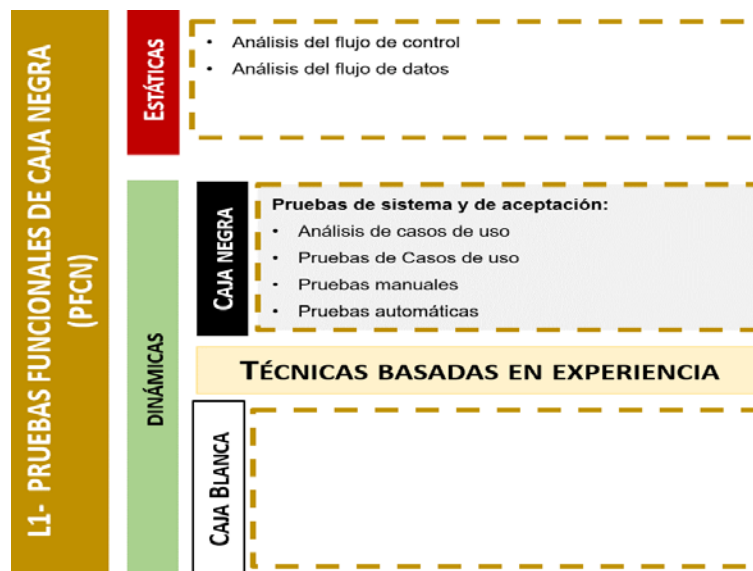 L1- PRUEBAS FUNCIONALES DE CAJA NEGRA
(PFCN)
ESTÁTICAS
• Análisis del flujo de control
• Análisis del flujo de datos
DINÁMICAS
CAJA NEGRA
Pruebas de sistema y de aceptación:
• Análisis de casos de uso
• Pruebas de Casos de uso
• Pruebas manuales
• Pruebas automáticas
TÉCNICAS BASADAS EN EXPERIENCIA
CAJA BLANCA